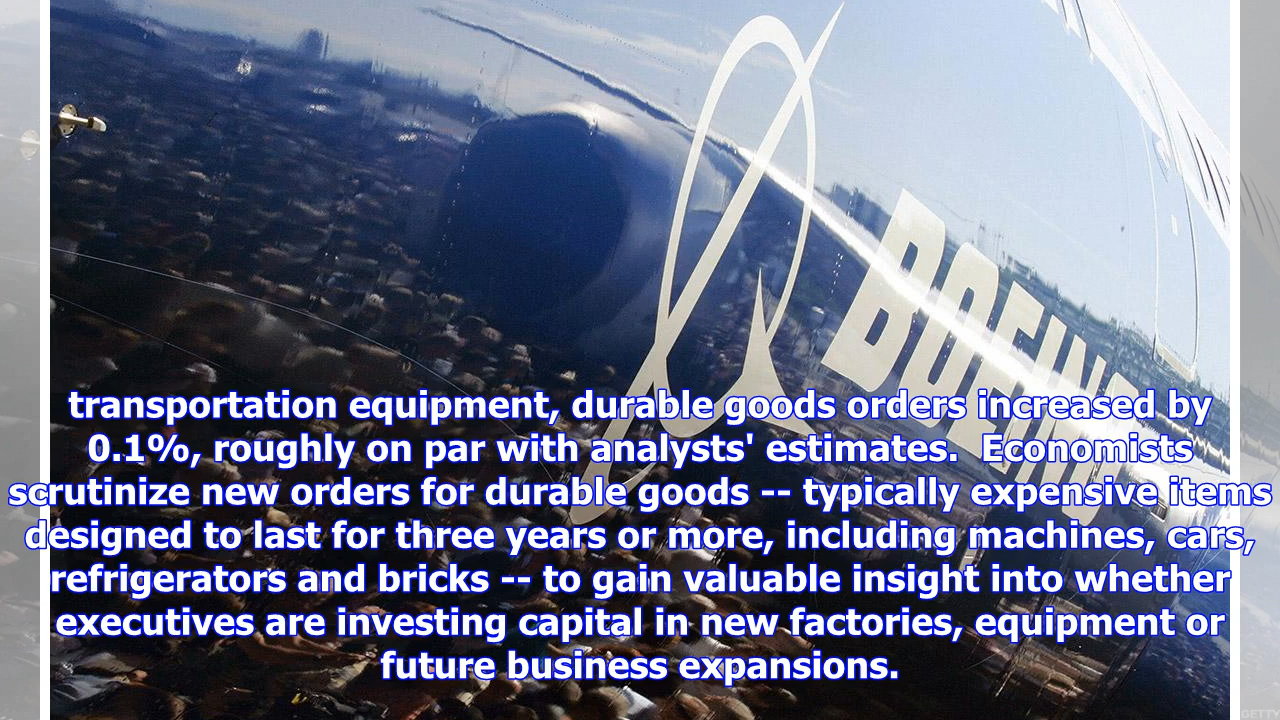 BOEING
transportation equipment, durable goods orders increased by
0.1%, roughly on par with analysts' estimates.  Economists
scrutinize new orders for durable goods -- typically expensive items
designed to last for three years or more, including machines, cars,
refrigerators and bricks -- to gain valuable insight into whether
executives are investing capital in new factories, equipment or
future business expansions.
GETTY